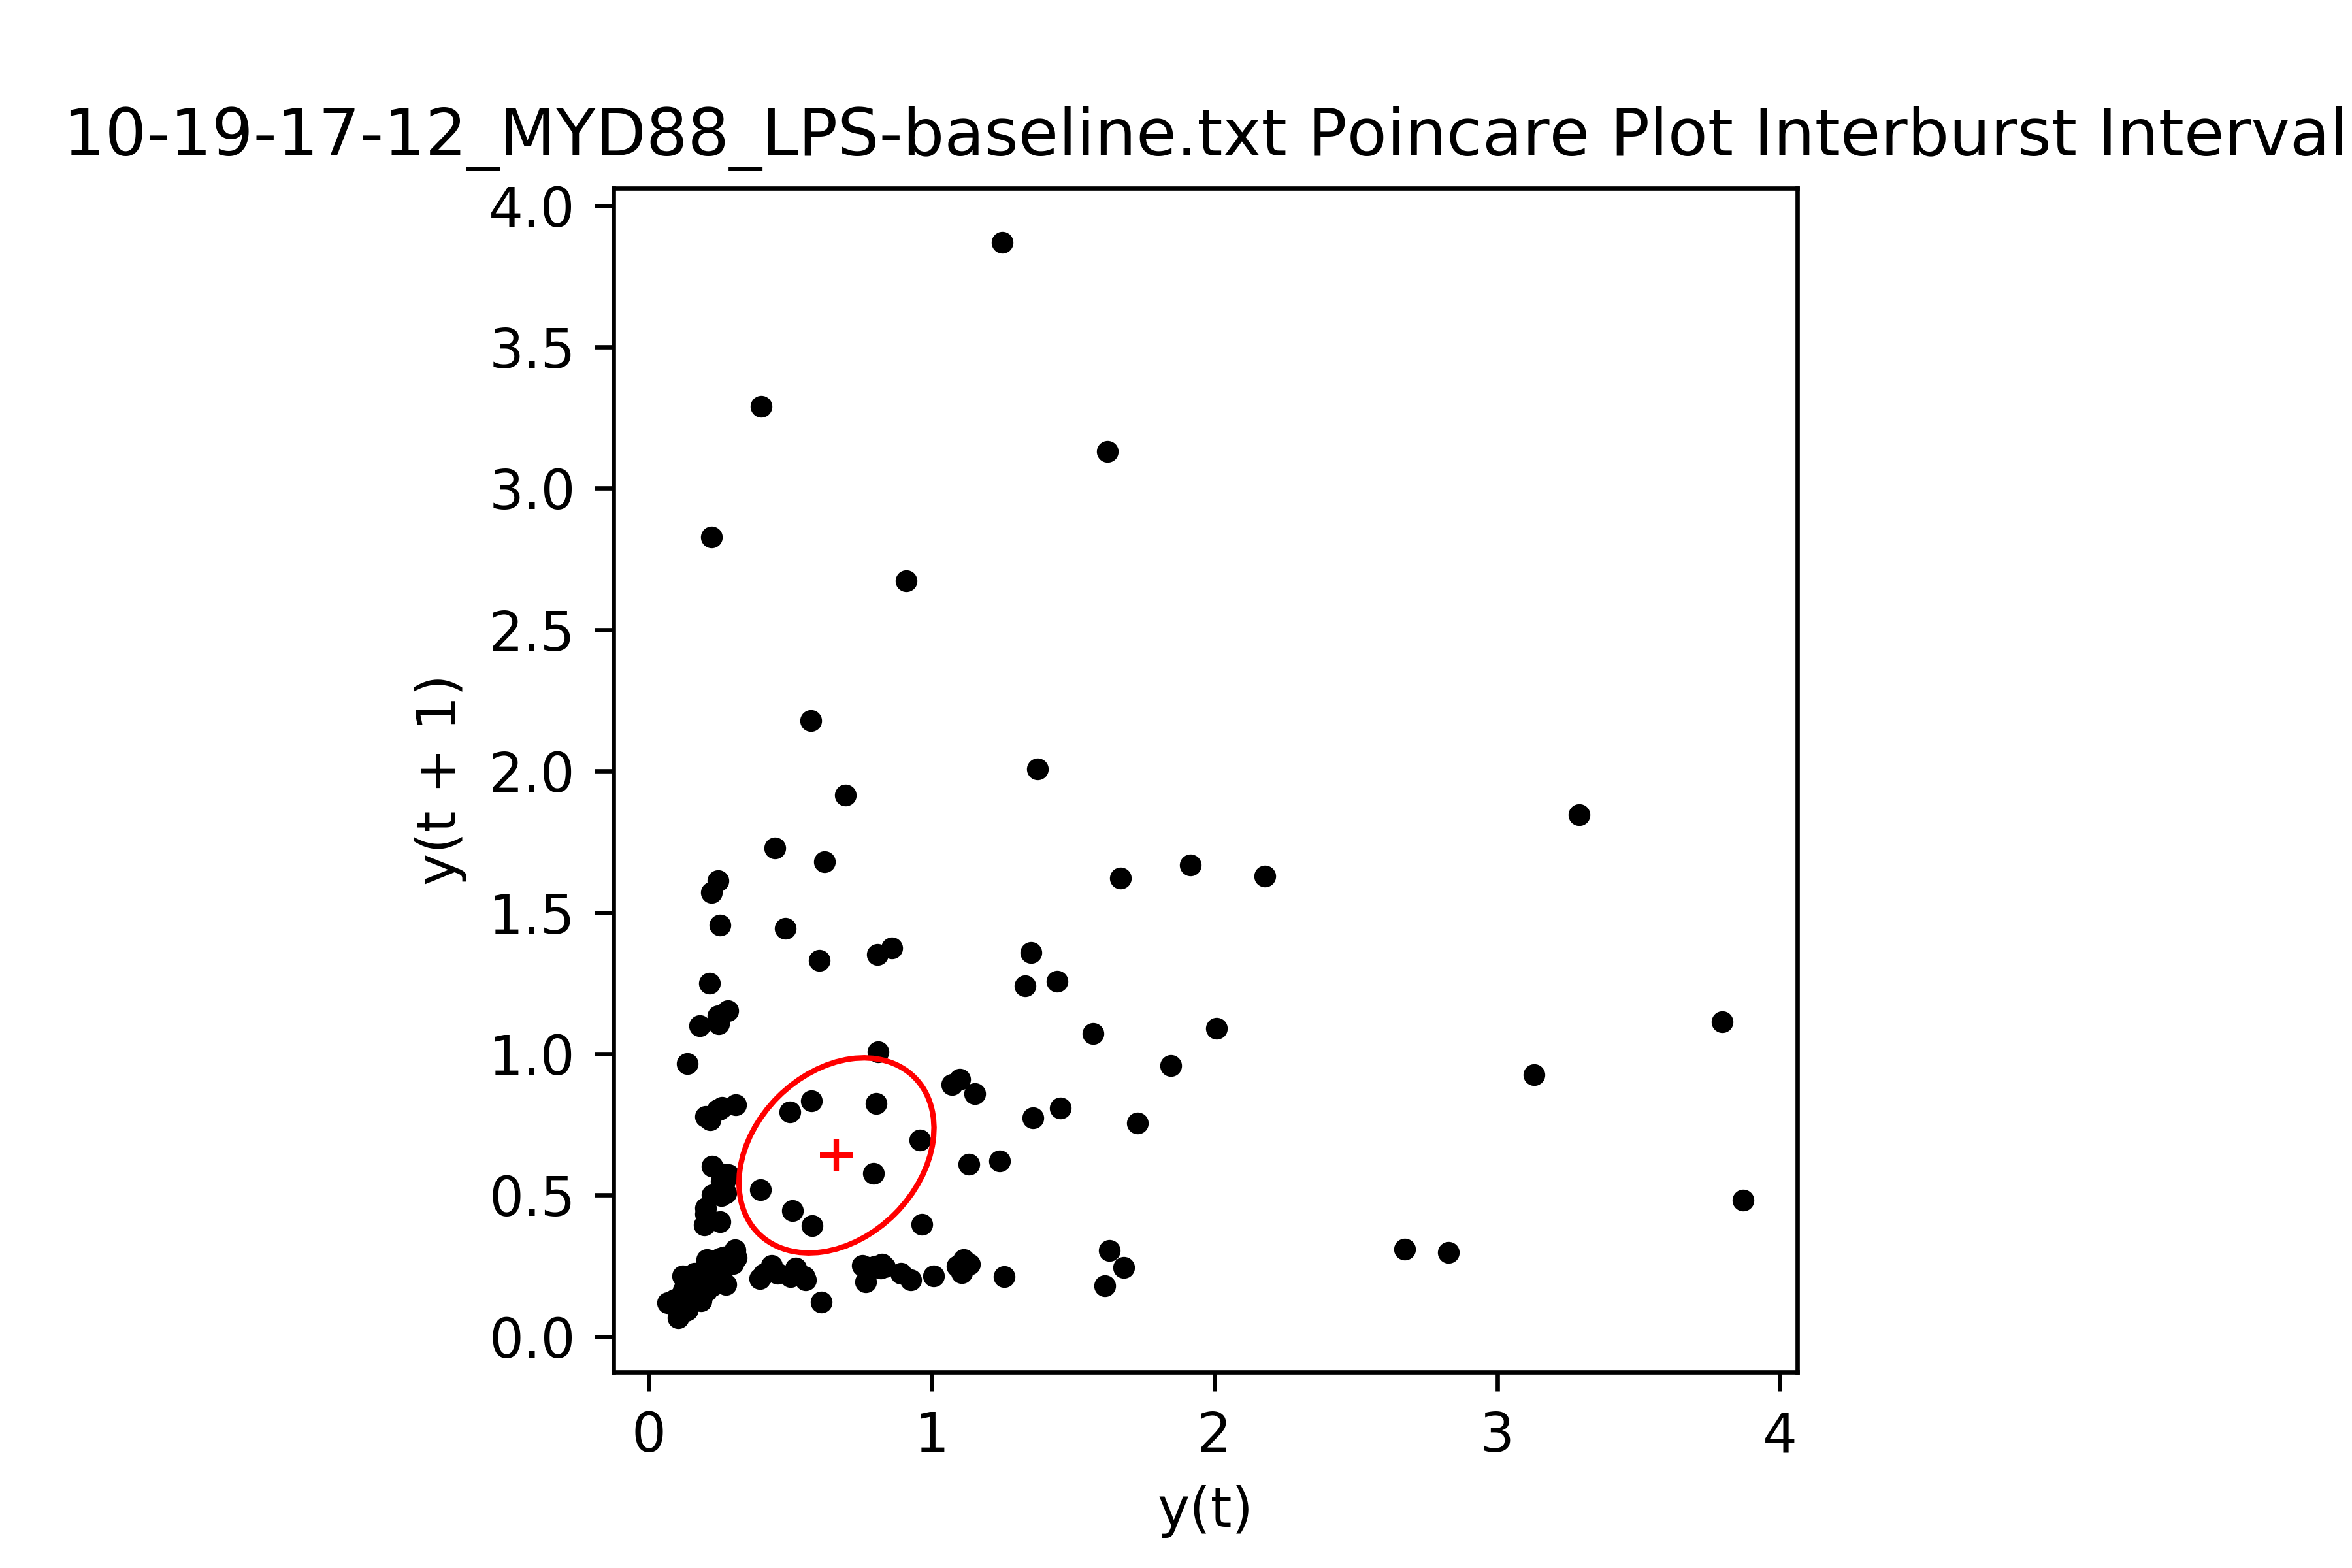 10-19-17-12_MYD88_LPS-baseline.txt Poincare Plot Interburst Interval
4.0
3.5
3.0
2.5
2.0
1.5
1.0
0.5
0.0
y(t + 1)
0 1 2 3 4
y(t)